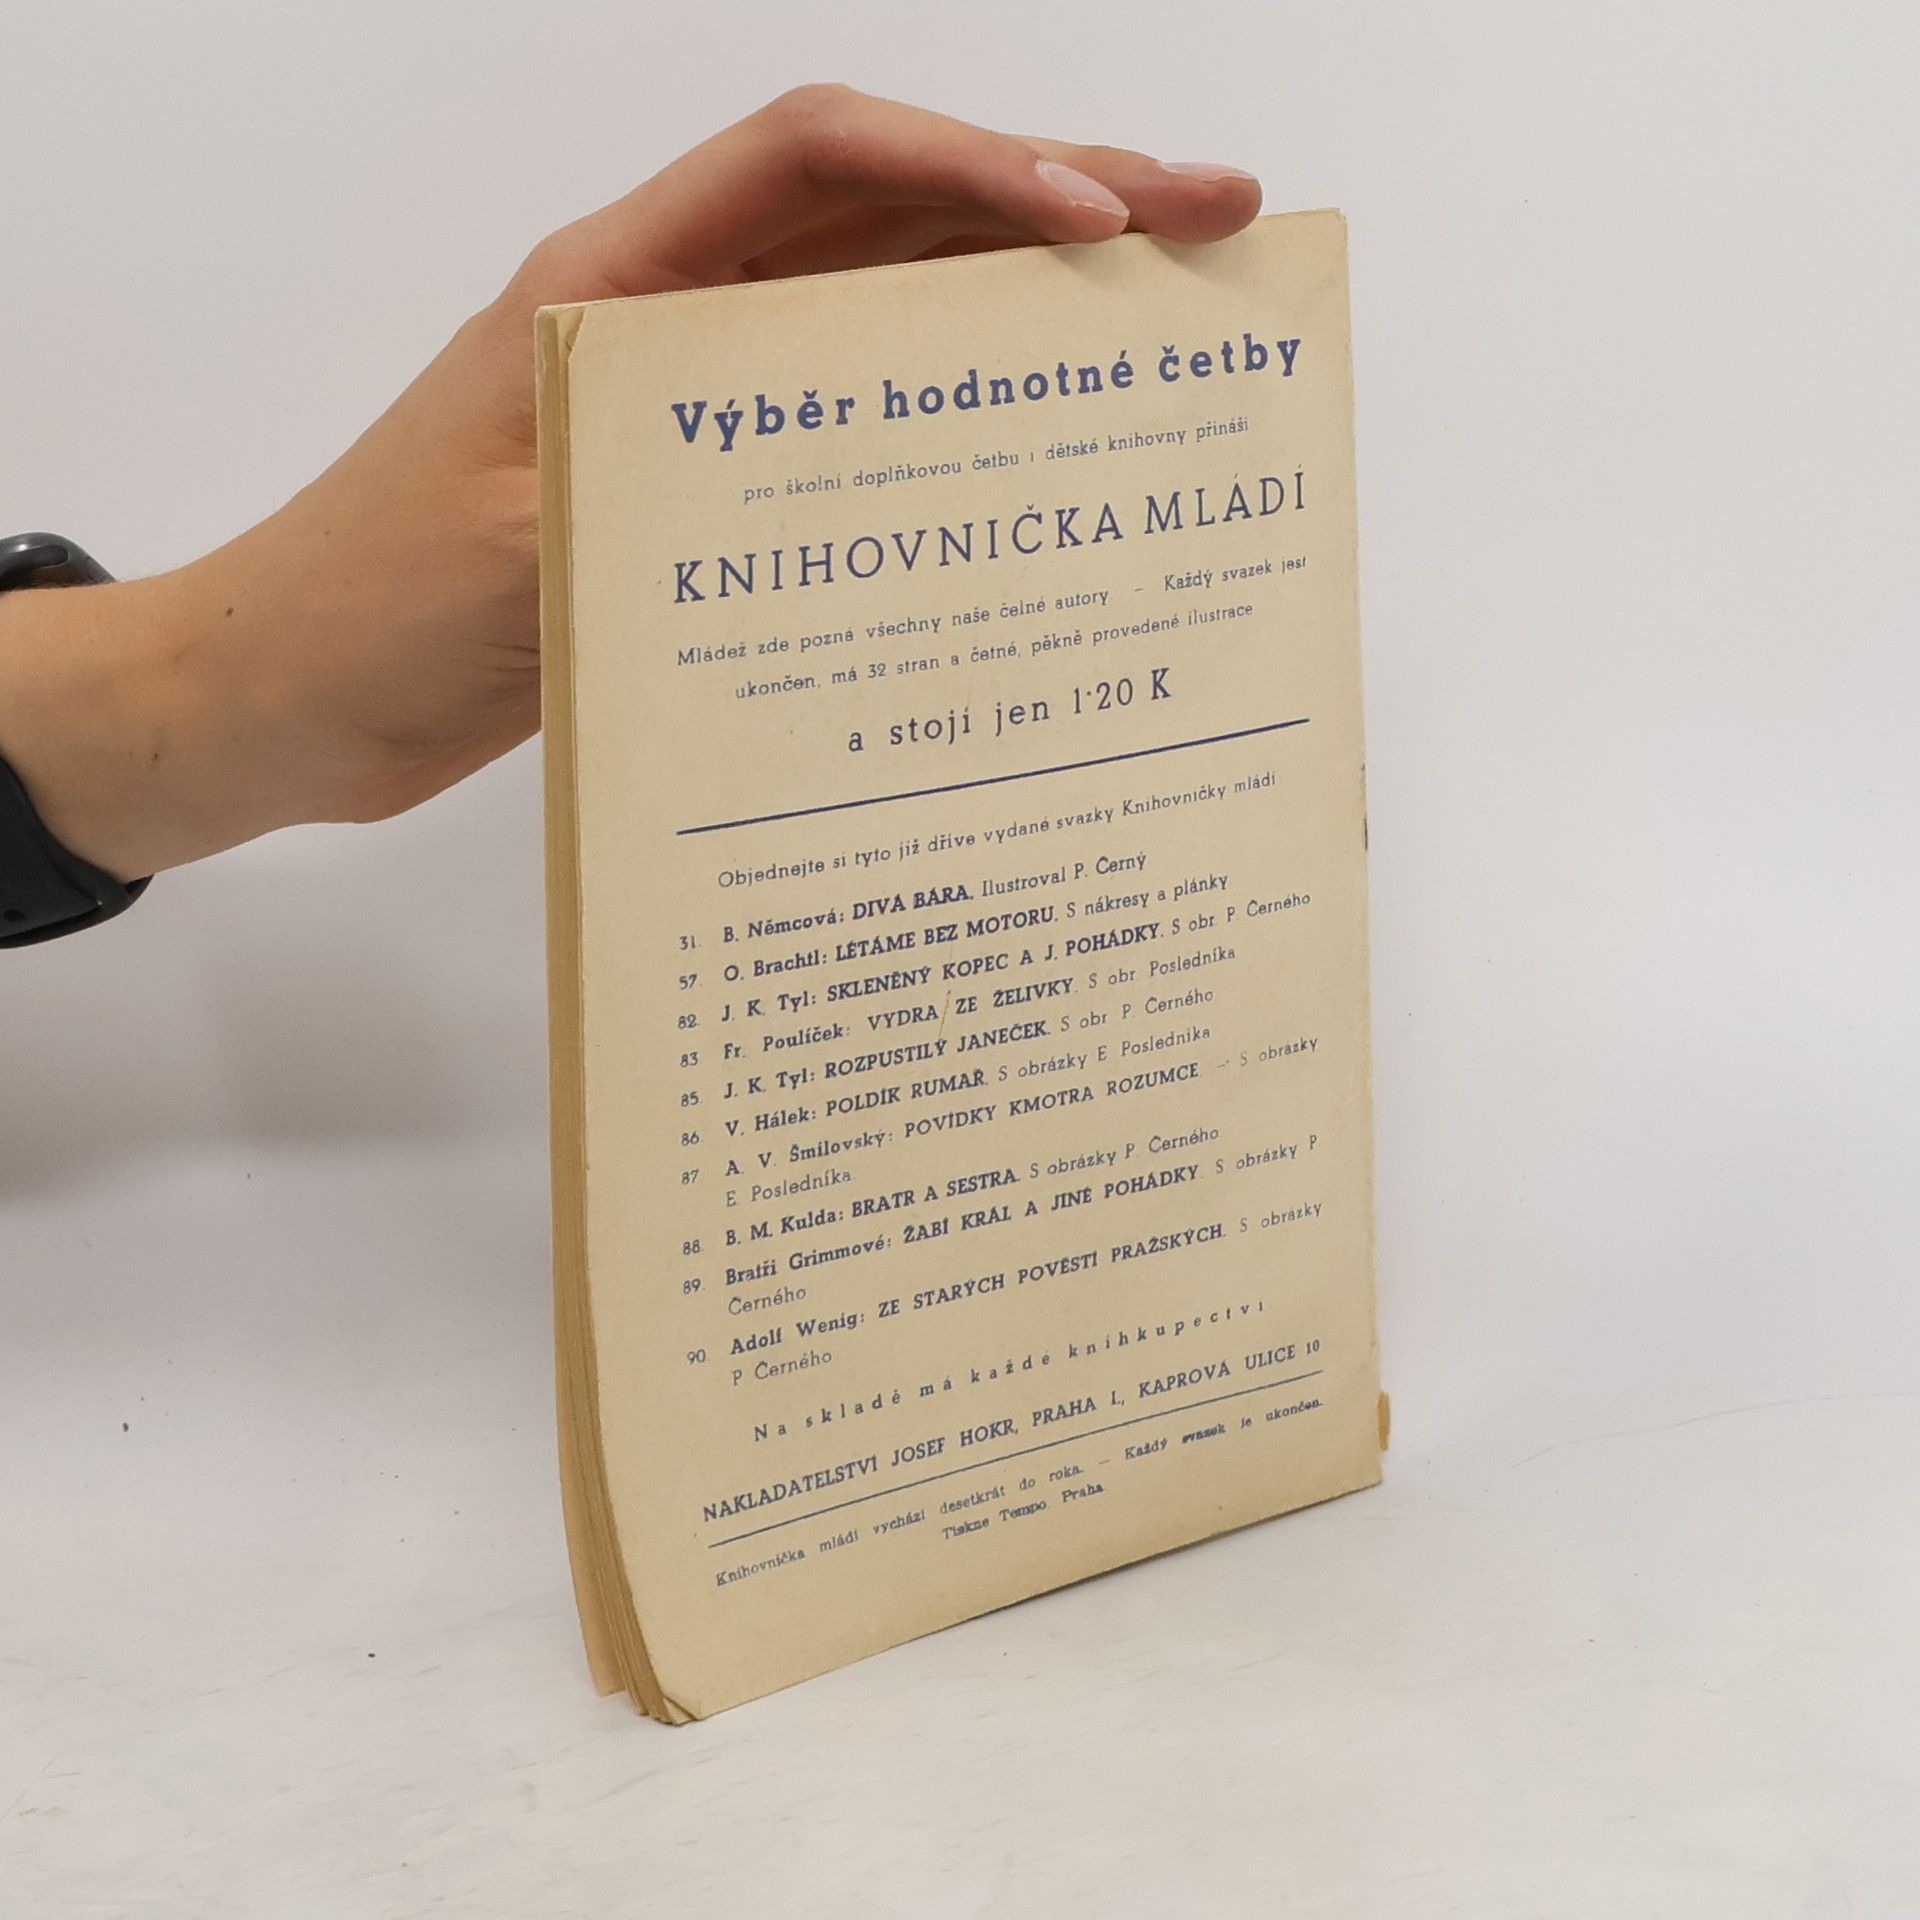 Výběr hodnotné četby
pro školní doplňkovou četbu i dětské knihovny přináší
KNIHOVNIČKA MLÁDÍ
Mládež zde pozná všechny naše čelné autory – Každý svazek jest
ukončen, má 32 stran a četné, pěkně provedené ilustrace
a stojí jen 1·20 K
Objednejte si tyto již dříve vydané svazky Knihovničky mládí
31. B. Němcová: DIVÁ BÁRA. Ilustroval P. Černý
57. O. Brachtl: LÉTÁME BEZ MOTORU. S nákresy a plánky
82. J. K. Tyl: SKLENĚNÝ KOPEC A J. POHÁDKY. S obr. P. Černého
83 Fr. Poulíček: VYDRA ZE ŽELIVKY. S obr. Posledníka
85. J. K. Tyl: ROZPUSTILÝ JANEČEK. S obr P. Černého
86. V. Hálek: POLDÍK RUMAŘ. S obrázky E Posledníka
87 A. V. Šmilovský: POVÍDKY KMOTRA ROZUMCE. – S obrázky
E. Posledníka
88. B. M. Kulda: BRATR A SESTRA. S obrázky P. Černého
89. Bratři Grimmové: ŽABÍ KRÁL A JINÉ POHÁDKY. S obrázky P
Černého
90. Adolf Wenig: ZE STARÝCH POVĚSTÍ PRAŽSKÝCH. S obrázky
P Černého
Na skladě má každé knihkupectví
NAKLADATELSTVÍ JOSEF HOKR, PRAHA I., KAPROVA ULICE 10
Knihovnička mládí vychází desetkrát do roka. — Každý svazek je ukončen.
Tiskne Tempo, Praha